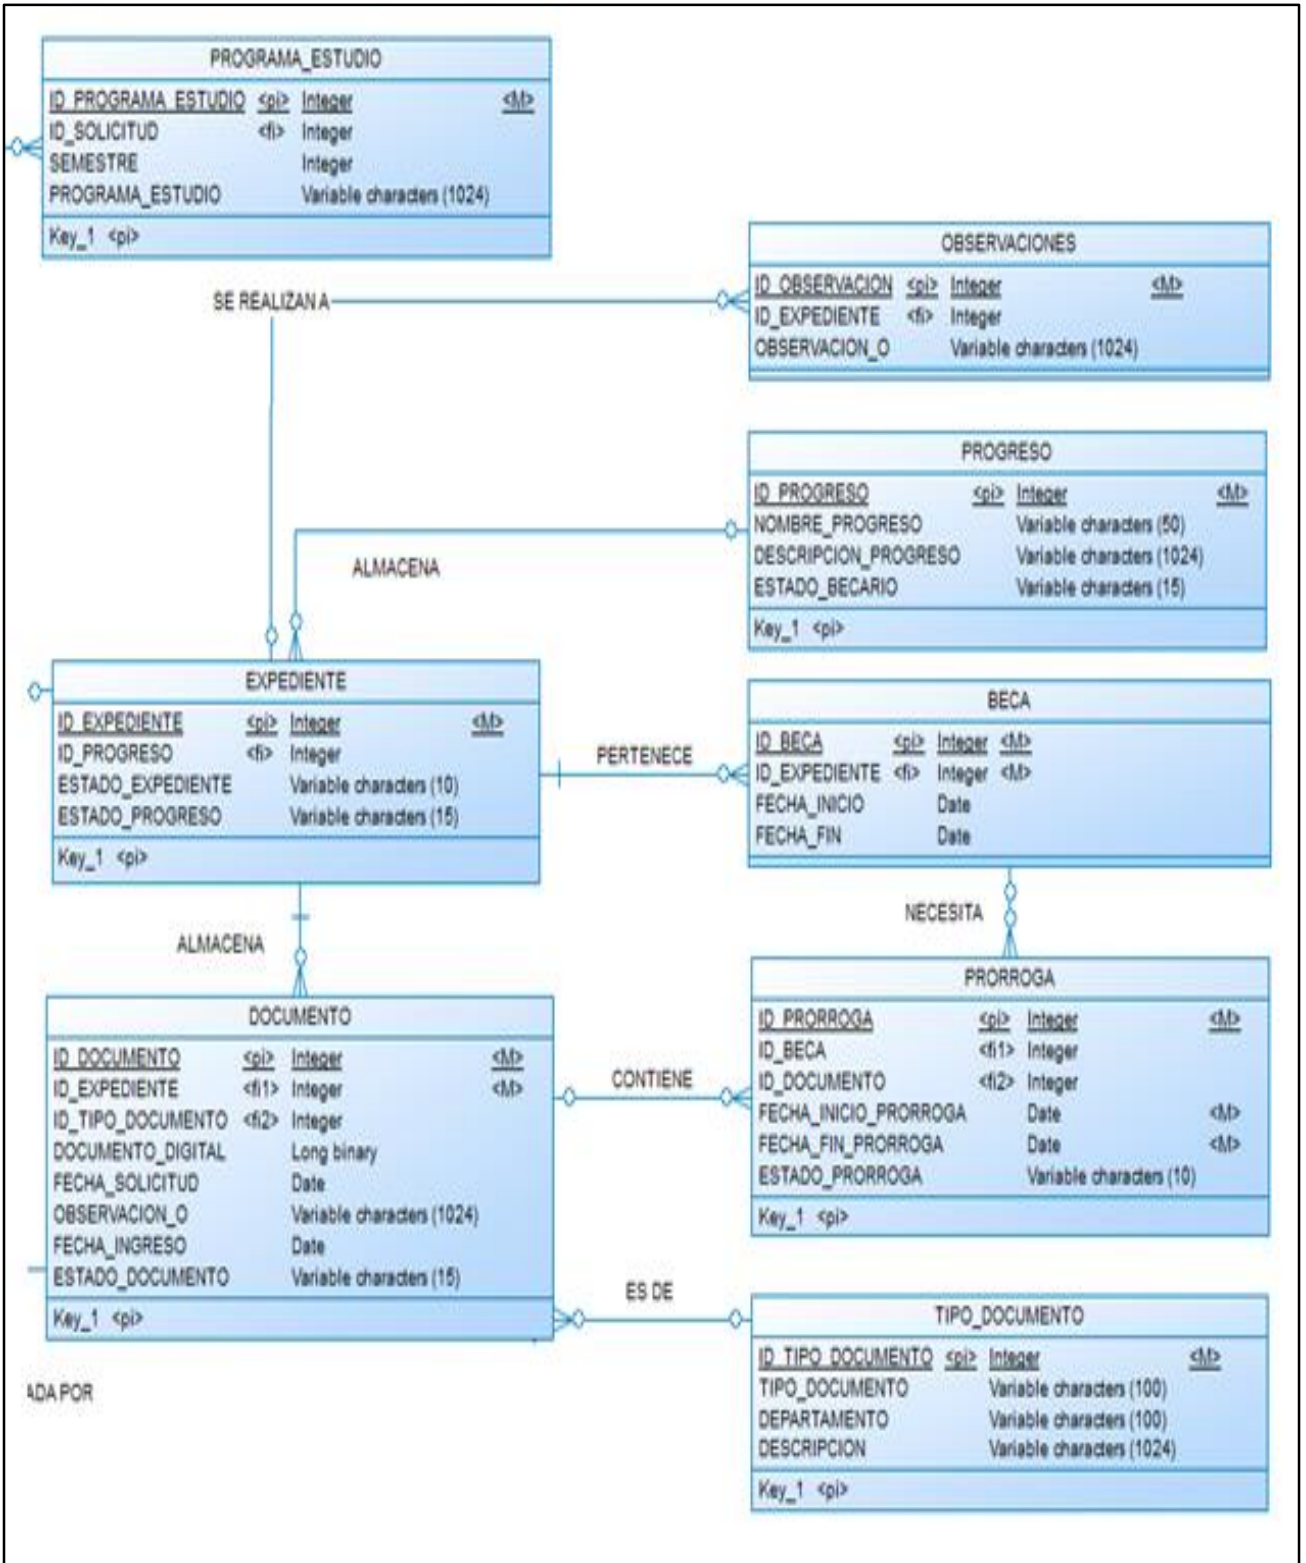 PROGRAMA_ESTUDIO
ID_PROGRAMA_ESTUDIO <pi> Integer <M>
ID_SOLICITUD <fi> Integer
SEMESTRE Integer
PROGRAMA_ESTUDIO Variable characters (1024)
Key_1 <pi>
OBSERVACIONES
ID_OBSERVACION <pi> Integer <M>
ID_EXPEDIENTE <fi> Integer
OBSERVACION_O Variable characters (1024)
SE REALIZAN A
PROGRESO
ID_PROGRESO <pi> Integer <M>
NOMBRE_PROGRESO Variable characters (50)
DESCRIPCION_PROGRESO Variable characters (1024)
ESTADO_BECARIO Variable characters (15)
Key_1 <pi>
ALMACENA
EXPEDIENTE
ID_EXPEDIENTE <pi> Integer <M>
ID_PROGRESO <fi> Integer
ESTADO_EXPEDIENTE Variable characters (10)
ESTADO_PROGRESO Variable characters (15)
Key_1 <pi>
PERTENECE
BECA
ID_BECA <pi> Integer <M>
ID_EXPEDIENTE <fi> Integer <M>
FECHA_INICIO Date
FECHA_FIN Date
NECESITA
ALMACENA
DOCUMENTO
ID_DOCUMENTO <pi> Integer <M>
ID_EXPEDIENTE <fi1> Integer <M>
ID_TIPO_DOCUMENTO <fi2> Integer
DOCUMENTO_DIGITAL Long binary
FECHA_SOLICITUD Date
OBSERVACION_O Variable characters (1024)
FECHA_INGRESO Date
ESTADO_DOCUMENTO Variable characters (15)
Key_1 <pi>
CONTIENE
PRORROGA
ID_PRORROGA <pi> Integer <M>
ID_BECA <fi1> Integer
ID_DOCUMENTO <fi2> Integer
FECHA_INICIO_PRORROGA Date <M>
FECHA_FIN_PRORROGA Date <M>
ESTADO_PRORROGA Variable characters (10)
Key_1 <pi>
ES DE
TIPO_DOCUMENTO
ID_TIPO_DOCUMENTO <pi> Integer <M>
TIPO_DOCUMENTO Variable characters (100)
DEPARTAMENTO Variable characters (100)
DESCRIPCION Variable characters (1024)
Key_1 <pi>
ADA POR